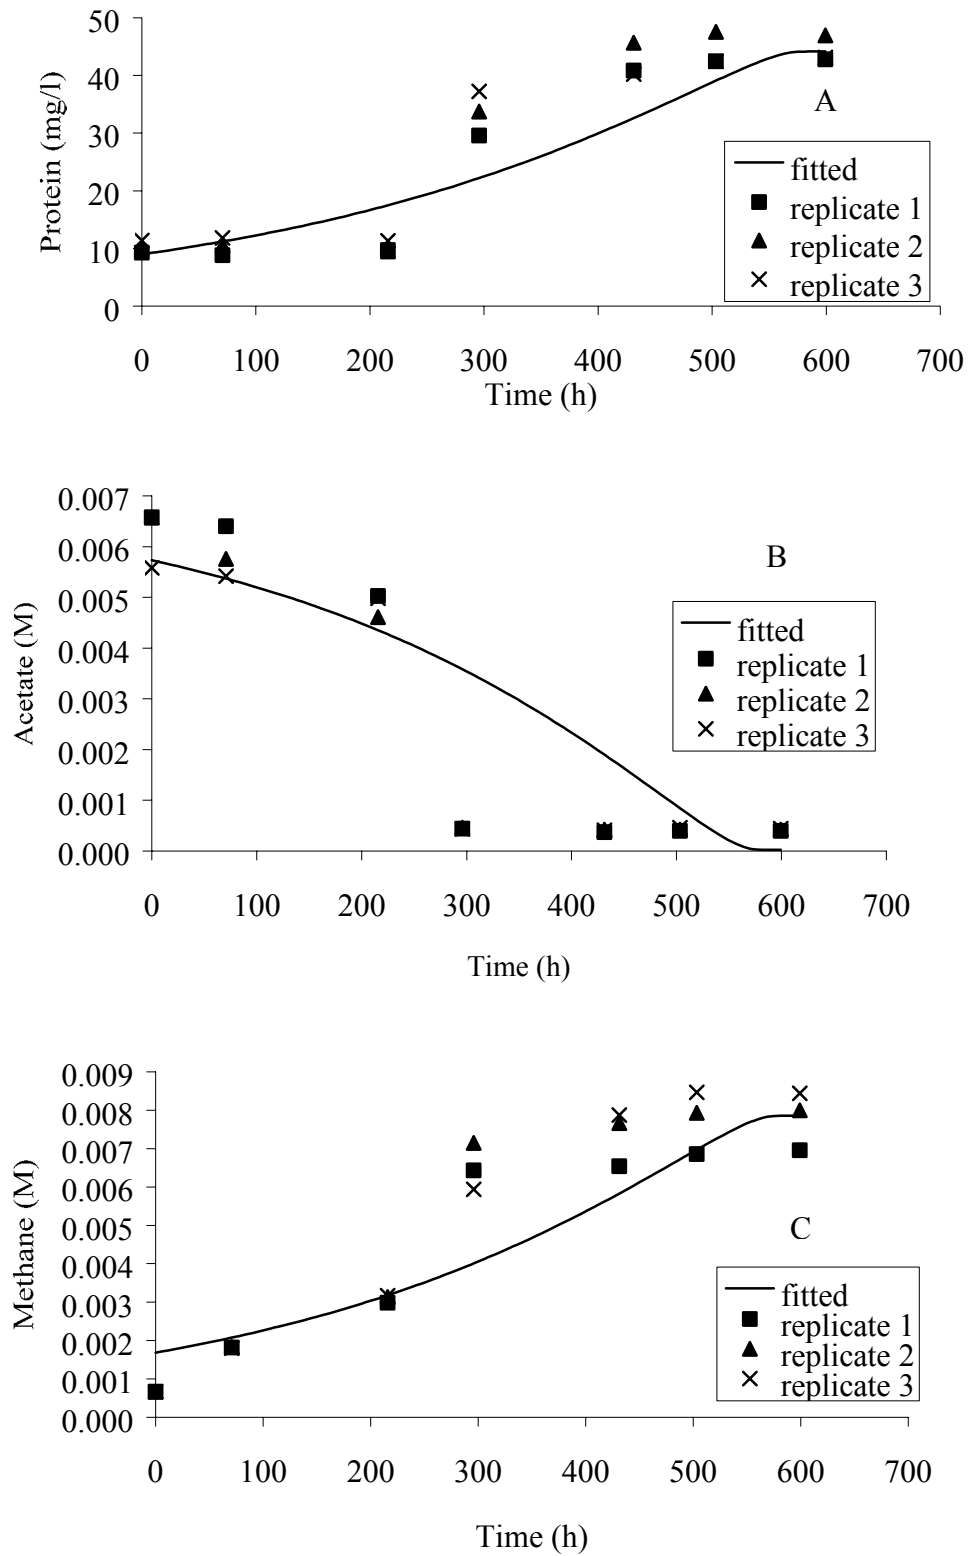 50
40
30
20
10
0
Protein (mg/l)
A
fitted
replicate 1
replicate 2
replicate 3
0 100 200 300 400 500 600 700
Time (h)
0.007
0.006
0.005
0.004
0.003
0.002
0.001
0.000
Acetate (M)
B
fitted
replicate 1
replicate 2
replicate 3
0 100 200 300 400 500 600 700
Time (h)
0.009
0.008
0.007
0.006
0.005
0.004
0.003
0.002
0.001
0.000
Methane (M)
C
fitted
replicate 1
replicate 2
replicate 3
0 100 200 300 400 500 600 700
Time (h)